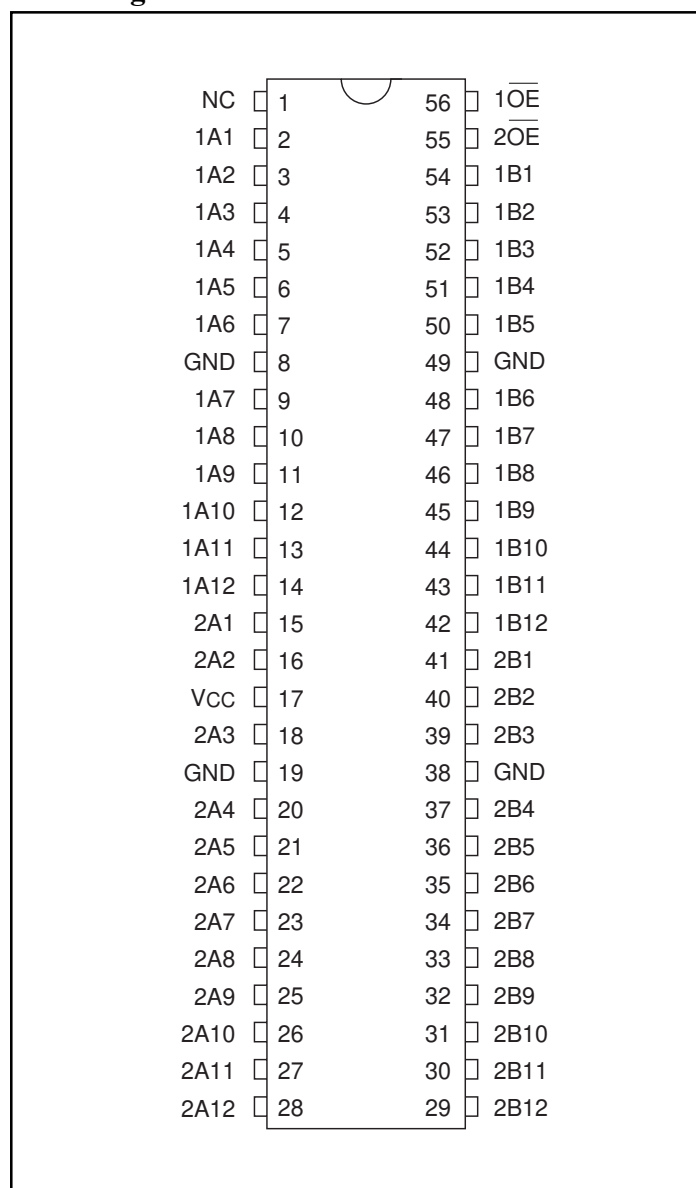 NC 1 56 1O̅E̅
1A1 2 55 2O̅E̅
1A2 3 54 1B1
1A3 4 53 1B2
1A4 5 52 1B3
1A5 6 51 1B4
1A6 7 50 1B5
GND 8 49 GND
1A7 9 48 1B6
1A8 10 47 1B7
1A9 11 46 1B8
1A10 12 45 1B9
1A11 13 44 1B10
1A12 14 43 1B11
2A1 15 42 1B12
2A2 16 41 2B1
VCC 17 40 2B2
2A3 18 39 2B3
GND 19 38 GND
2A4 20 37 2B4
2A5 21 36 2B5
2A6 22 35 2B6
2A7 23 34 2B7
2A8 24 33 2B8
2A9 25 32 2B9
2A10 26 31 2B10
2A11 27 30 2B11
2A12 28 29 2B12